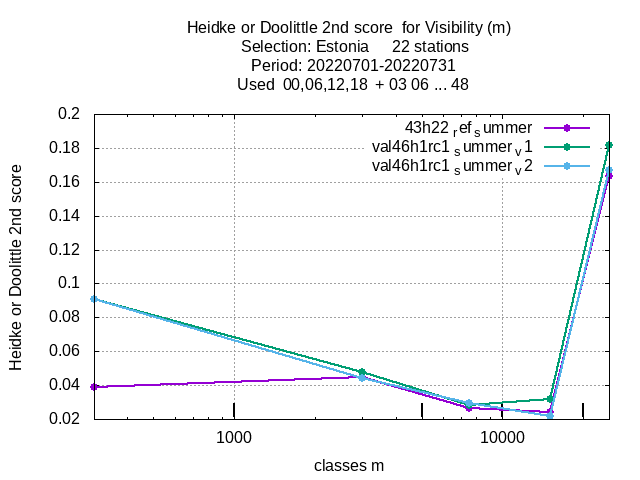 Heidke or Doolittle 2nd score for Visibility (m)
Selection: Estonia 22 stations
Period: 20220701-20220731
Used 00,06,12,18 + 03 06 ... 48
43h22 ref summer
val46h1rc1 summer v1
val46h1rc1 summer v2
Heidke or Doolittle 2nd score
0.2
0.18
0.16
0.14
0.12
0.1
0.08
0.06
0.04
0.02
1000
10000
classes m